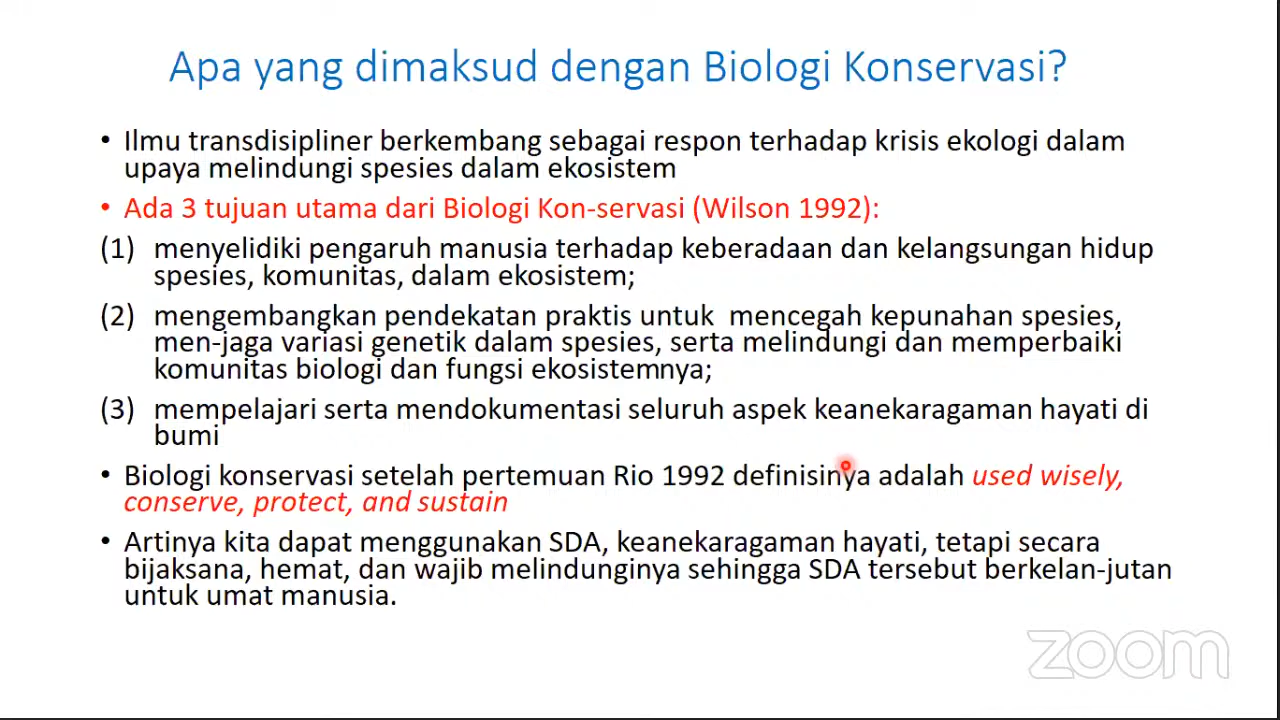 Apa yang dimaksud dengan Biologi Konservasi?
• Ilmu transdisipliner berkembang sebagai respon terhadap krisis ekologi dalam
upaya melindungi spesies dalam ekosistem
• Ada 3 tujuan utama dari Biologi Kon-servasi (Wilson 1992):
(1) menyelidiki pengaruh manusia terhadap keberadaan dan kelangsungan hidup
spesies, komunitas, dalam ekosistem;
(2) mengembangkan pendekatan praktis untuk mencegah kepunahan spesies,
men-jaga variasi genetik dalam spesies, serta melindungi dan memperbaiki
komunitas biologi dan fungsi ekosistemnya;
(3) mempelajari serta mendokumentasi seluruh aspek keanekaragaman hayati di
bumi
• Biologi konservasi setelah pertemuan Rio 1992 definisinya adalah used wisely,
conserve, protect, and sustain
• Artinya kita dapat menggunakan SDA, keanekaragaman hayati, tetapi secara
bijaksana, hemat, dan wajib melindunginya sehingga SDA tersebut berkelan-jutan
untuk umat manusia.
zoom